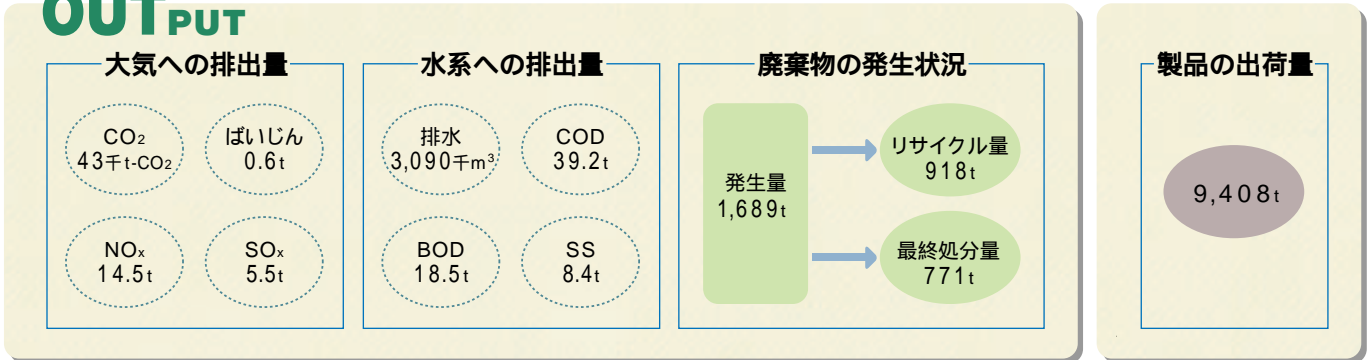 OUTPUT
大気への排出量
CO₂
43千t-CO₂
ばいじん
0.6t
NOx
14.5t
SOx
5.5t
水系への排出量
排水
3,090千m³
COD
39.2t
BOD
18.5t
SS
8.4t
廃棄物の発生状況
発生量
1,689t
リサイクル量
918t
最終処分量
771t
製品の出荷量
9,408t